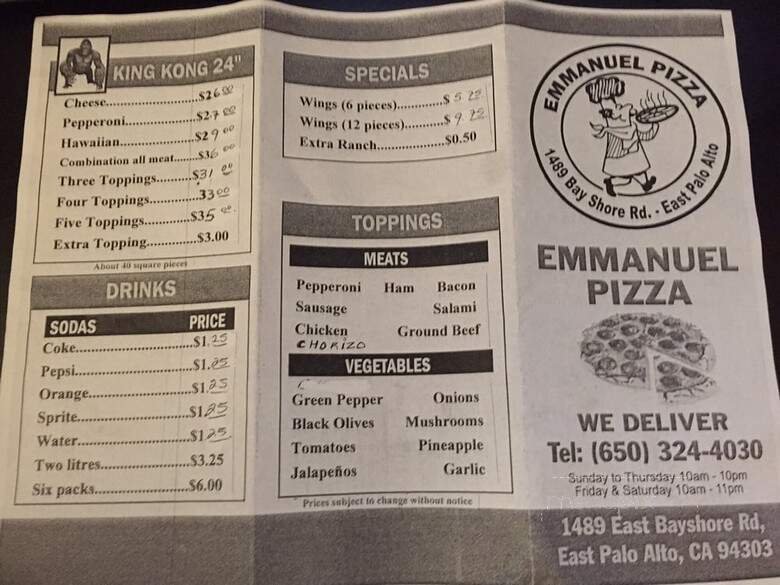 KING KONG 24"
Cheese..................$26 00
Pepperoni.............$27 00
Hawaiian..............$29 00
Combination all meat.......$36 00
Three Toppings.........$31 00
Four Toppings...........33 00
Five Toppings..........$35 00
Extra Topping............$3.00
About 40 square pieces
DRINKS
SODAS PRICE
Coke.......................$1.25
Pepsi......................$1.25
Orange...................$1.25
Sprite.....................$1.25
Water.....................$1.25
Two litres................$3.25
Six packs.................$6.00
SPECIALS
Wings (6 pieces)..........$ 5.25
Wings (12 pieces)........$ 9.25
Extra Ranch................$0.50
TOPPINGS
MEATS
Pepperoni Ham Bacon
Sausage Salami
Chicken Ground Beef
CHORIZO
VEGETABLES
Green Pepper Onions
Black Olives Mushrooms
Tomatoes Pineapple
Jalapeños Garlic
Prices subject to change without notice
EMMANUEL PIZZA
1489 Bay Shore Rd. - East Palo Alto
EMMANUEL
PIZZA
WE DELIVER
Tel: (650) 324-4030
Sunday to Thursday 10am - 10pm
Friday & Saturday 10am - 11pm
1489 East Bayshore Rd,
East Palo Alto, CA 94303